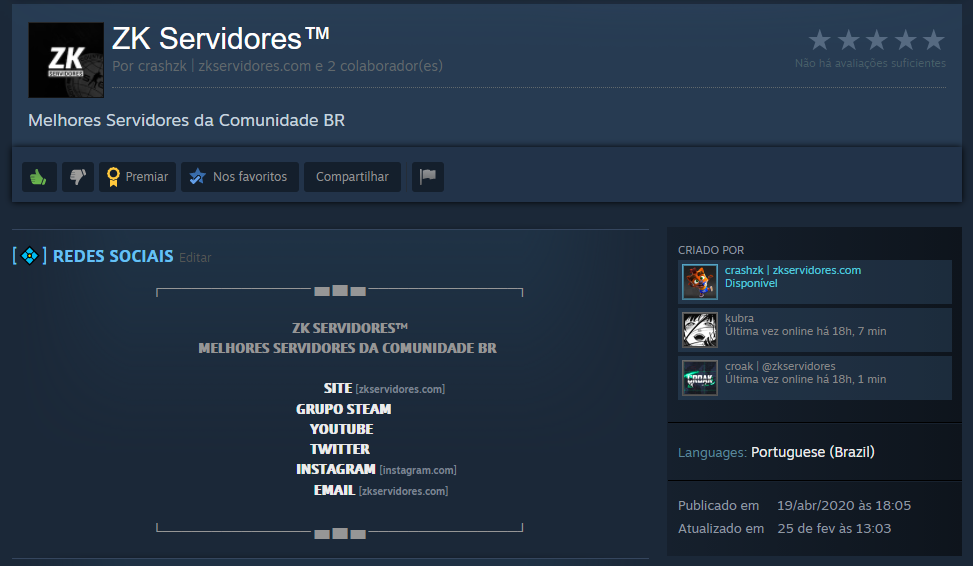 ZK
SERVIDORES
ZK Servidores™
Por crashzk | zkservidores.com e 2 colaborador(es)
Não há avaliações suficientes
Melhores Servidores da Comunidade BR
Premiar
Nos favoritos
Compartilhar
[ ] REDES SOCIAIS Editar
ZK SERVIDORES™
MELHORES SERVIDORES DA COMUNIDADE BR
SITE [zkservidores.com]
GRUPO STEAM
YOUTUBE
TWITTER
INSTAGRAM [instagram.com]
EMAIL [zkservidores.com]
CRIADO POR
crashzk | zkservidores.com
Disponível
kubra
Última vez online há 18h, 7 min
CROAK
croak | @zkservidores
Última vez online há 18h, 1 min
Languages: Portuguese (Brazil)
Publicado em 19/abr/2020 às 18:05
Atualizado em 25 de fev às 13:03